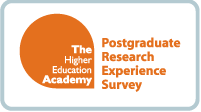 The
Higher
Education
Academy
Postgraduate
Research
Experience
Survey